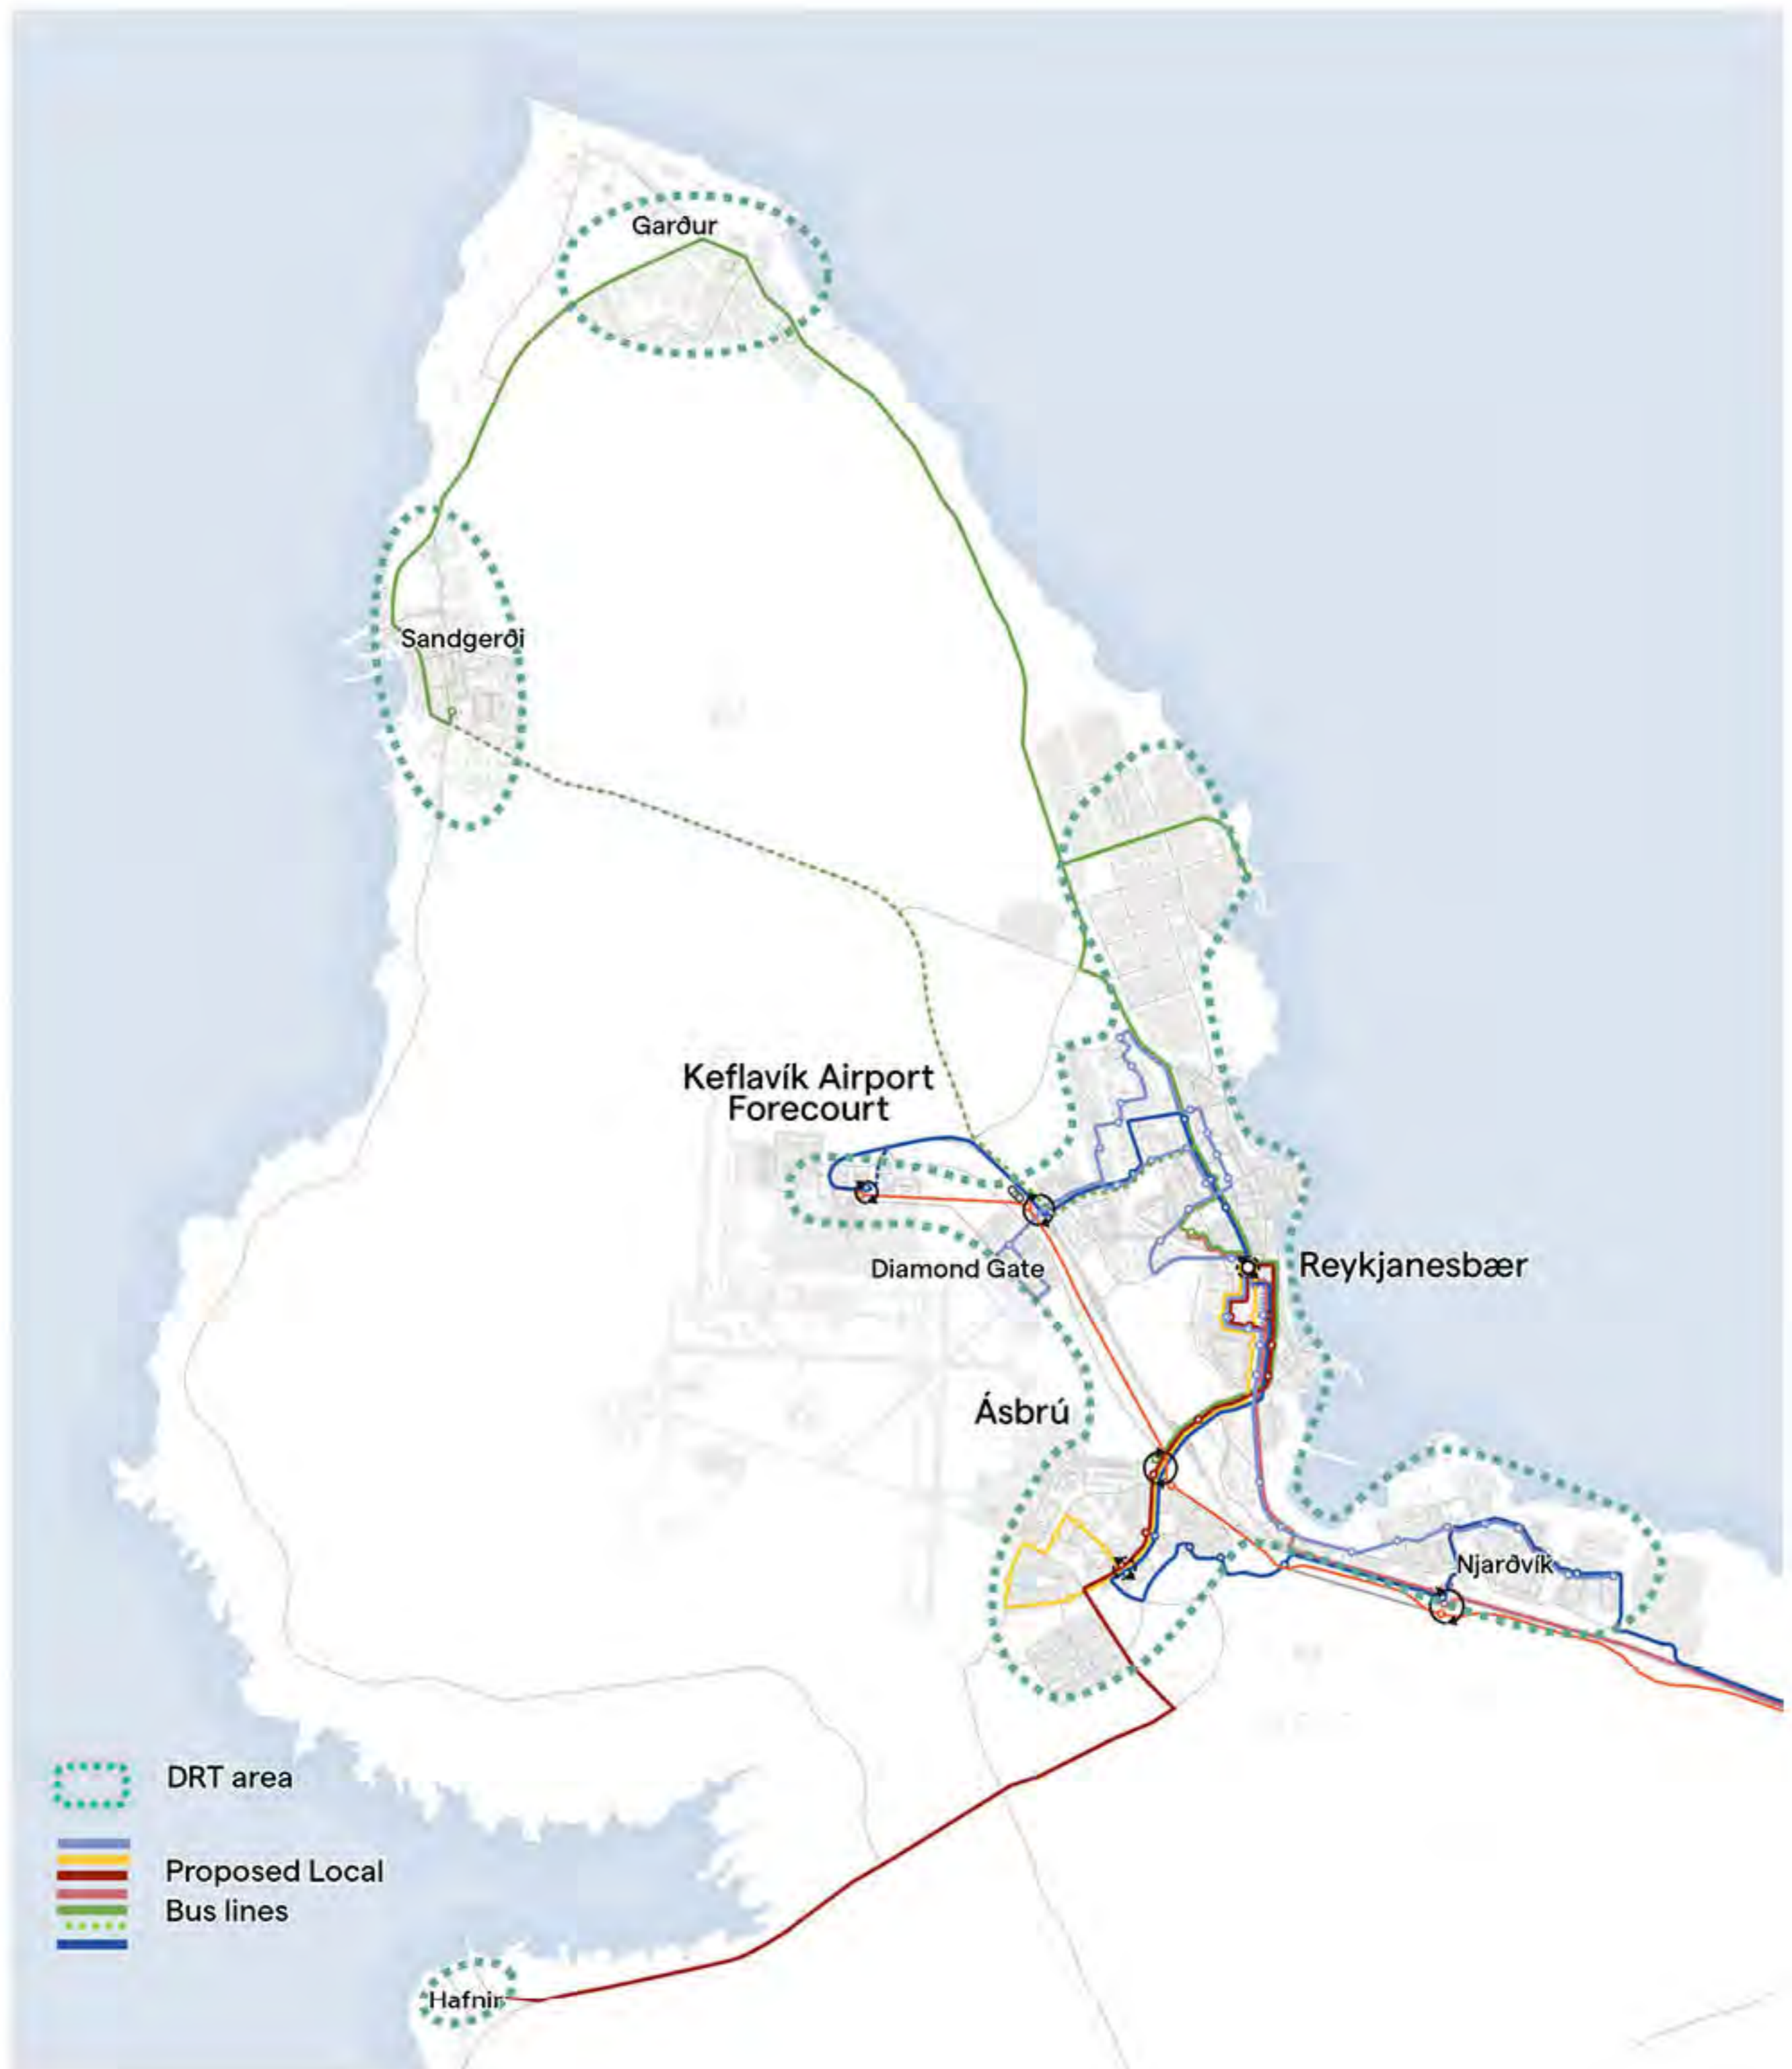 Garður
Sandgerði
Keflavík Airport
Forecourt
Diamond Gate
Reykjanesbær
Ásbrú
Njarðvík
DRT area
Proposed Local
Bus lines
Hafnir